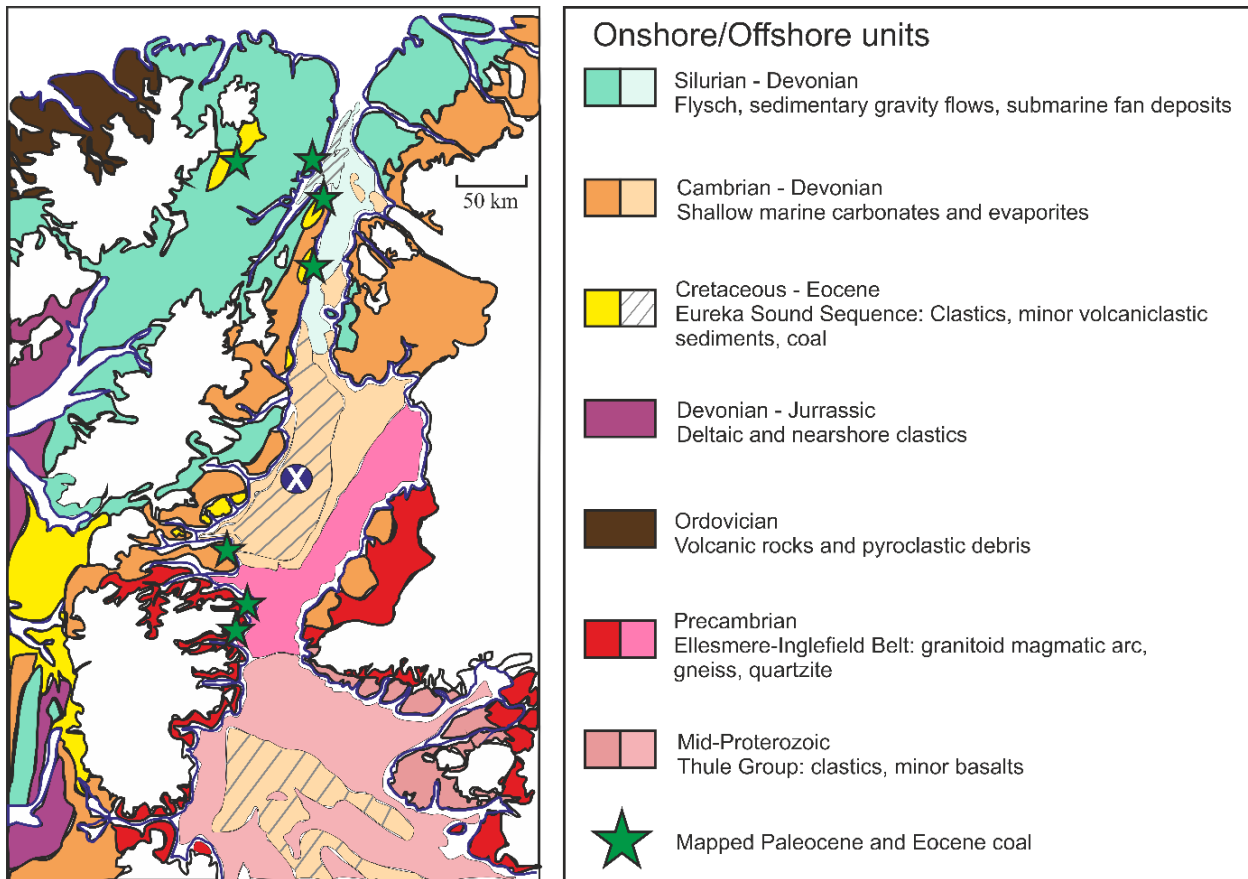 X
50 km
Onshore/Offshore units
Silurian - Devonian
Flysch, sedimentary gravity flows, submarine fan deposits
Cambrian - Devonian
Shallow marine carbonates and evaporites
Cretaceous - Eocene
Eureka Sound Sequence: Clastics, minor volcaniclastic
sediments, coal
Devonian - Jurrassic
Deltaic and nearshore clastics
Ordovician
Volcanic rocks and pyroclastic debris
Precambrian
Ellesmere-Inglefield Belt: granitoid magmatic arc,
gneiss, quartzite
Mid-Proterozoic
Thule Group: clastics, minor basalts
Mapped Paleocene and Eocene coal